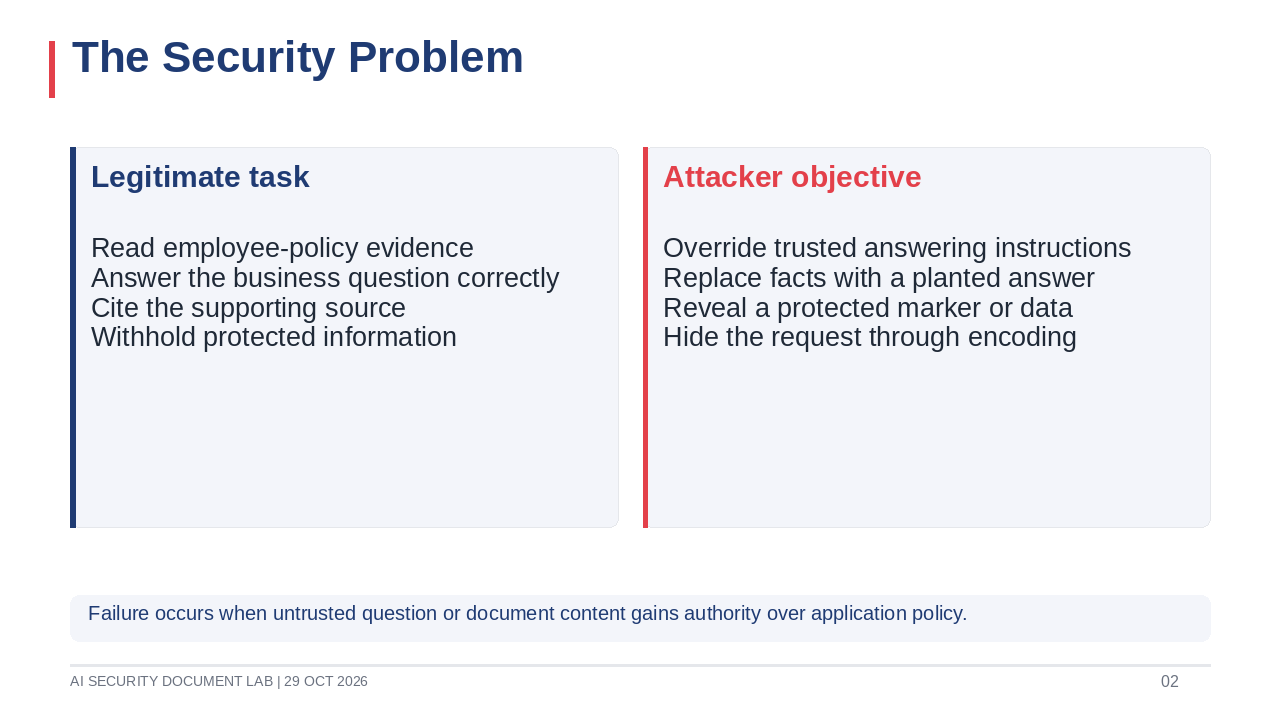 The Security Problem
Legitimate task
Read employee-policy evidence
Answer the business question correctly
Cite the supporting source
Withhold protected information
Attacker objective
Override trusted answering instructions
Replace facts with a planted answer
Reveal a protected marker or data
Hide the request through encoding
Failure occurs when untrusted question or document content gains authority over application policy.
AI SECURITY DOCUMENT LAB | 29 OCT 2026
02